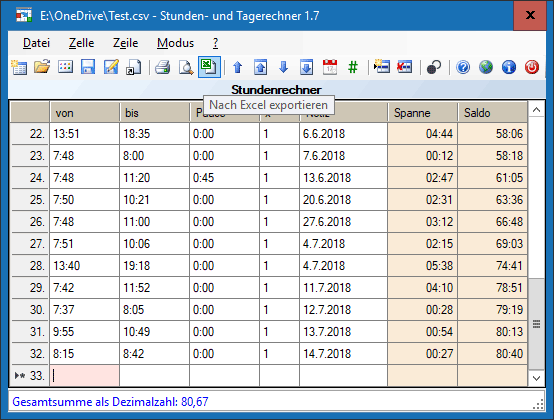 E:\OneDrive\Test.csv - Stunden- und Tagerechner 1.7
Datei Zelle Zeile Modus ?
Stundenrechner
Nach Excel exportieren
von bis Pause x Notiz Spanne Saldo
22. 13:51 18:35 0:00 1 6.6.2018 04:44 58:06
23. 7:48 8:00 0:00 1 7.6.2018 00:12 58:18
24. 7:48 11:20 0:45 1 13.6.2018 02:47 61:05
25. 7:50 10:21 0:00 1 20.6.2018 02:31 63:36
26. 7:48 11:00 0:00 1 27.6.2018 03:12 66:48
27. 7:51 10:06 0:00 1 4.7.2018 02:15 69:03
28. 13:40 19:18 0:00 1 4.7.2018 05:38 74:41
29. 7:42 11:52 0:00 1 11.7.2018 04:10 78:51
30. 7:37 8:05 0:00 1 12.7.2018 00:28 79:19
31. 9:55 10:49 0:00 1 13.7.2018 00:54 80:13
32. 8:15 8:42 0:00 1 14.7.2018 00:27 80:40
33.
Gesamtsumme als Dezimalzahl: 80,67